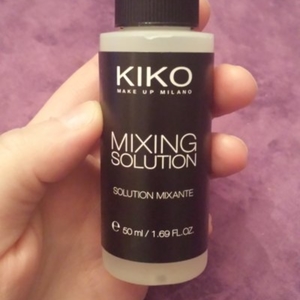 KIKO
MAKE UP MILANO
MIXING
SOLUTION
SOLUTION MIXANTE
e 50 ml / 1.69 FL.OZ.